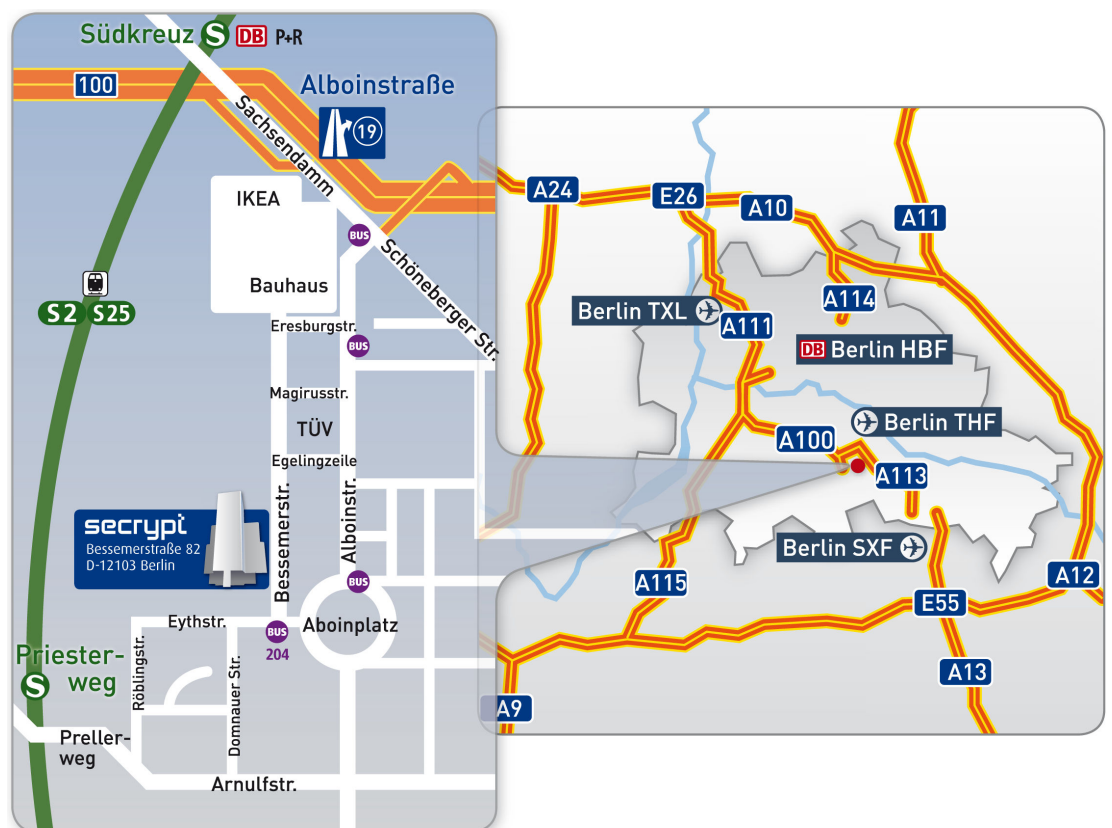 Südkreuz S DB P+R
100
Alboinstraße
19
Sachsendamm
IKEA
BUS
Schöneberger Str.
Bauhaus
S2 S25
Eresburgstr.
BUS
Magirusstr.
TÜV
Egelingzeile
secrypt
Bessemerstraße 82
D-12103 Berlin
Bessemerstr.
Alboinstr.
BUS
Eythstr.
BUS
204
Aboinplatz
Priester-
weg
S
Röblingstr.
Domnauer Str.
Preller-
weg
Arnulfstr.
A24
E26
A10
A11
Berlin TXL
A111
A114
DB Berlin HBF
Berlin THF
A100
A113
Berlin SXF
A115
A12
E55
A13
A9